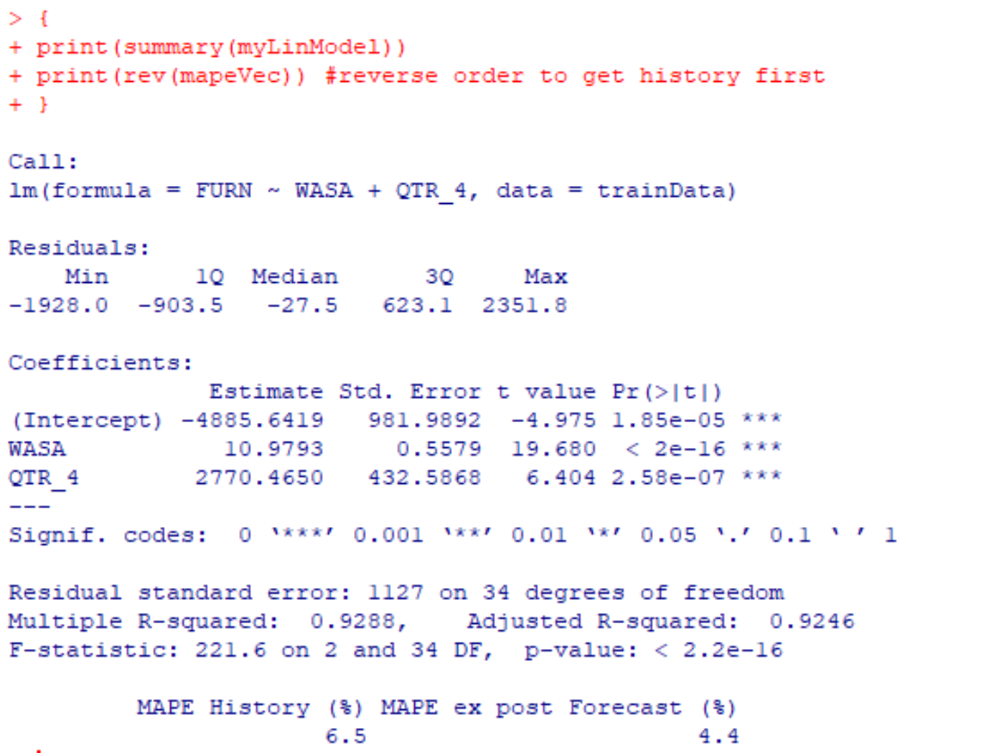 > {
+ print(summary(myLinModel))
+ print(rev(mapeVec)) #reverse order to get history first
+ }
Call:
lm(formula = FURN ~ WASA + QTR_4, data = trainData)
Residuals:
    Min      1Q  Median      3Q     Max
-1928.0  -903.5   -27.5   623.1  2351.8
Coefficients:
              Estimate Std. Error t value Pr(>|t|)
(Intercept) -4885.6419   981.9892  -4.975 1.85e-05 ***
WASA           10.9793     0.5579  19.680  < 2e-16 ***
QTR_4        2770.4650   432.5868   6.404 2.58e-07 ***
---
Signif. codes:  0 ‘***’ 0.001 ‘**’ 0.01 ‘*’ 0.05 ‘.’ 0.1 ‘ ’ 1
Residual standard error: 1127 on 34 degrees of freedom
Multiple R-squared:  0.9288,    Adjusted R-squared:  0.9246
F-statistic: 221.6 on 2 and 34 DF,  p-value: < 2.2e-16
         MAPE History (%) MAPE ex post Forecast (%)
                      6.5                       4.4